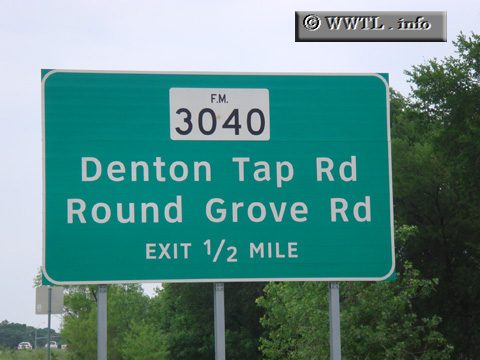 © WWTL . info
F.M.
3040
Denton Tap Rd
Round Grove Rd
EXIT 1/2 MILE